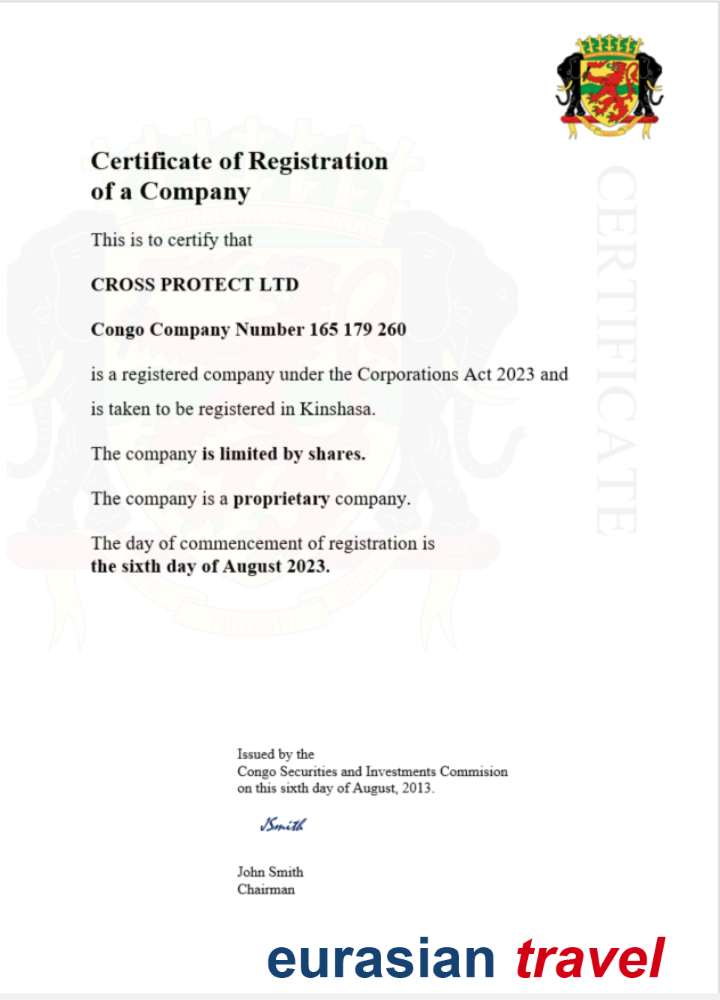 Certificate of Registration
of a Company
This is to certify that
CROSS PROTECT LTD
Congo Company Number 165 179 260
is a registered company under the Corporations Act 2023 and
is taken to be registered in Kinshasa.
The company is limited by shares.
The company is a proprietary company.
The day of commencement of registration is
the sixth day of August 2023.
CERTIFICATE
Issued by the
Congo Securities and Investments Commision
on this sixth day of August, 2013.
JSmith
John Smith
Chairman
eurasian travel